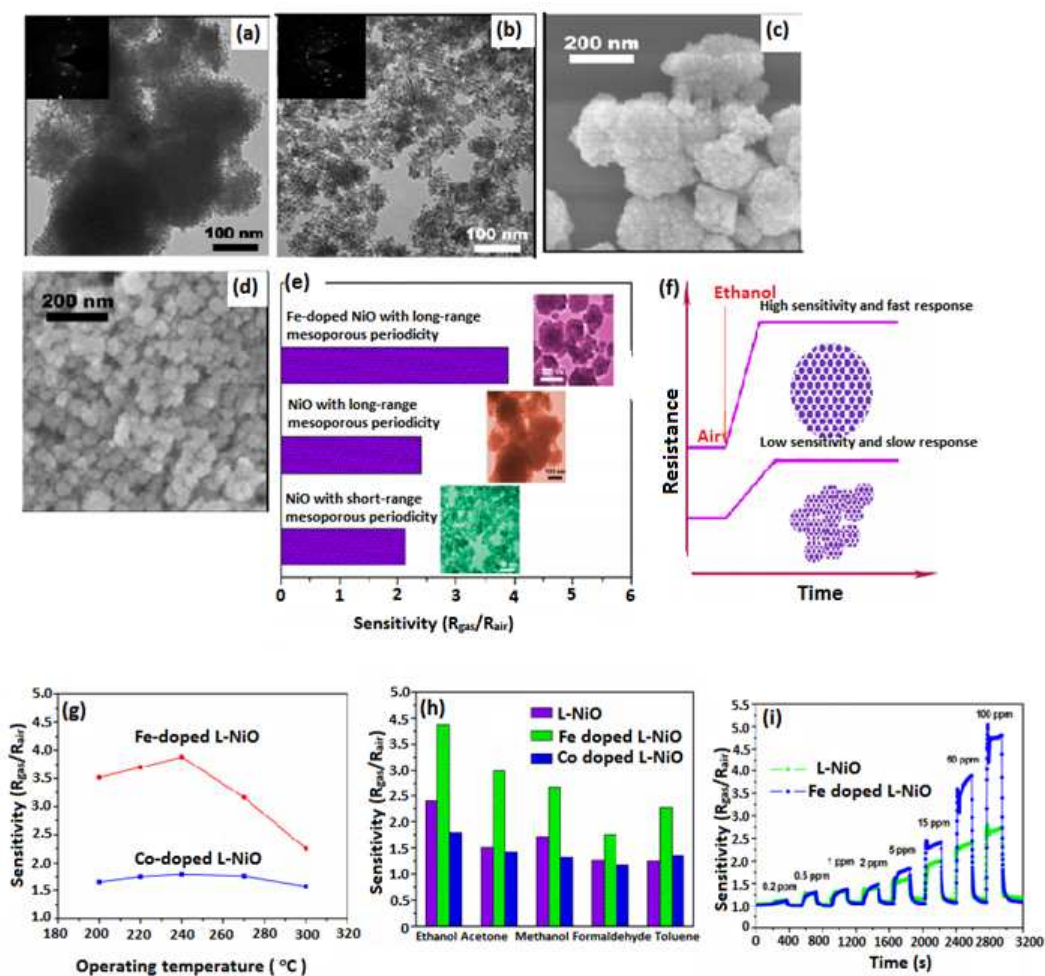 (a)
100 nm
(b)
100 nm
(c)
200 nm
(d)
200 nm
(e)
Fe-doped NiO with long-range
mesoporous periodicity
NiO with long-range
mesoporous periodicity
100 nm
NiO with short-range
mesoporous periodicity
0 1 2 3 4 5 6
Sensitivity (Rgas/Rair)
(f)
Ethanol
High sensitivity and fast response
Air
Low sensitivity and slow response
Resistance
Time
(g)
Fe-doped L-NiO
Co-doped L-NiO
Sensitivity (Rgas/Rair)
5.0
4.5
4.0
3.5
3.0
2.5
2.0
1.5
1.0
180 200 220 240 260 280 300 320
Operating temperature ( °C)
(h)
L-NiO
Fe doped L-NiO
Co doped L-NiO
Sensitivity (Rgas/Rair)
5.0
4.5
4.0
3.5
3.0
2.5
2.0
1.5
1.0
0.5
0
Ethanol Acetone Methanol Formaldehyde Toluene
(i)
L-NiO
Fe doped L-NiO
0.2 ppm
0.5 ppm
1 ppm
2 ppm
5 ppm
15 ppm
60 ppm
100 ppm
Sensitivity (Rgas/Rair)
5.0
4.5
4.0
3.5
3.0
2.5
2.0
1.5
1.0
0.5
0 400 800 1200 1600 2000 2400 2800 3200
Time (s)